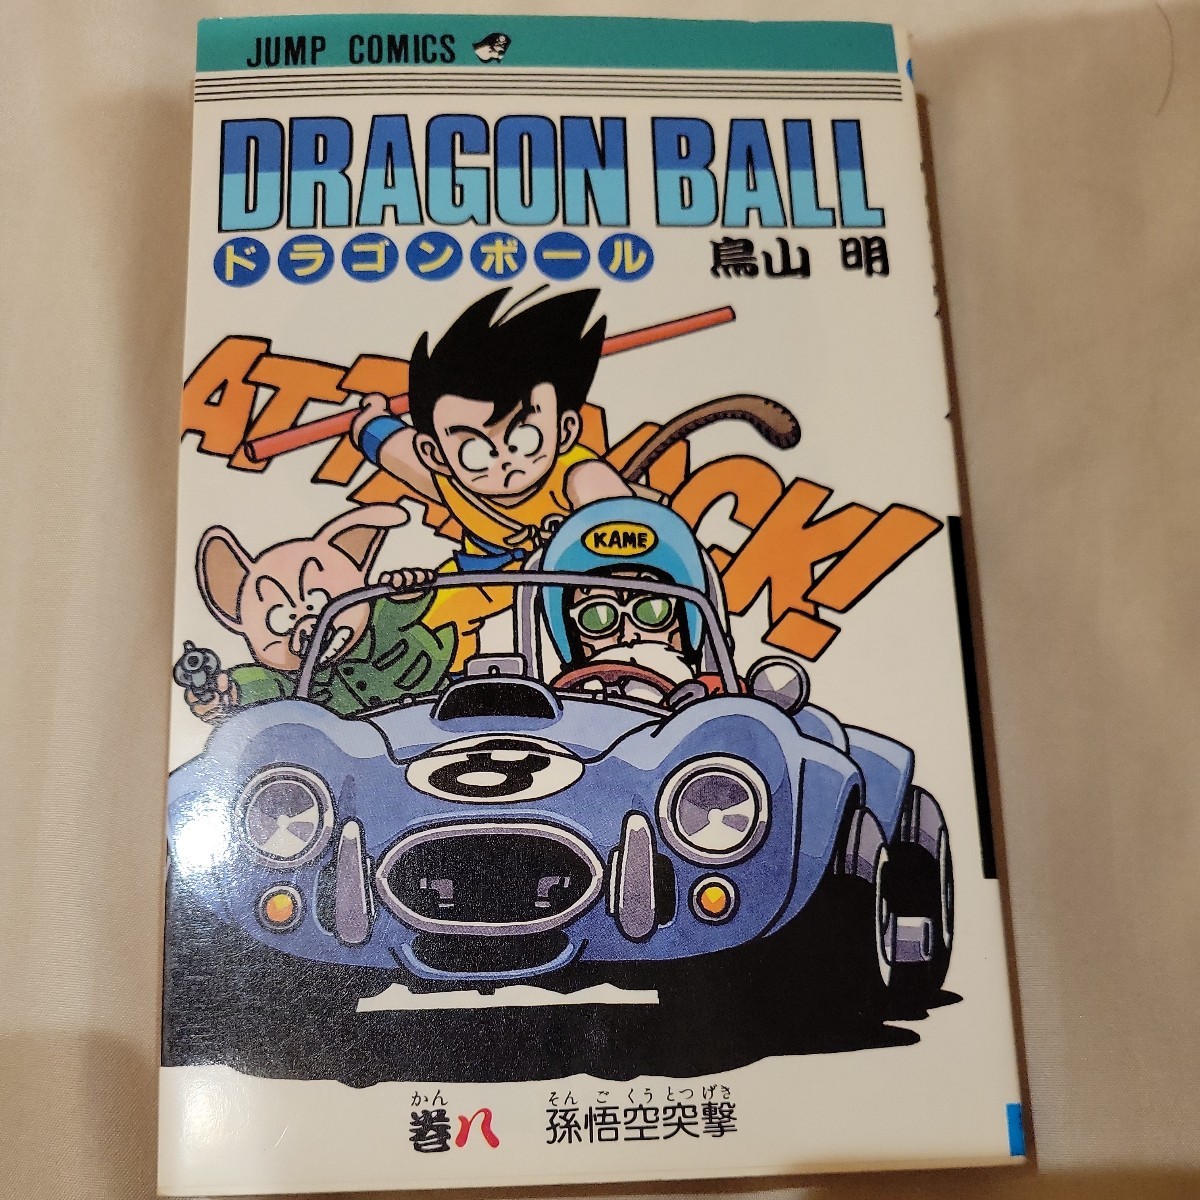 JUMP COMICS
DRAGON BALL
ドラゴンボール
鳥山 明
KAME
8
かん
巻八
そんごくうとつげき
孫悟空突撃